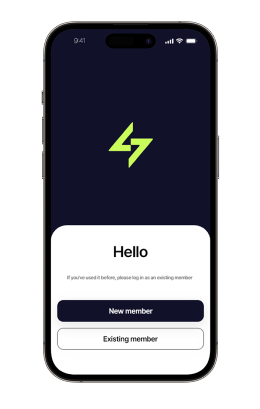 9:41
Hello
If you've used it before, please log in as an existing member
New member
Existing member